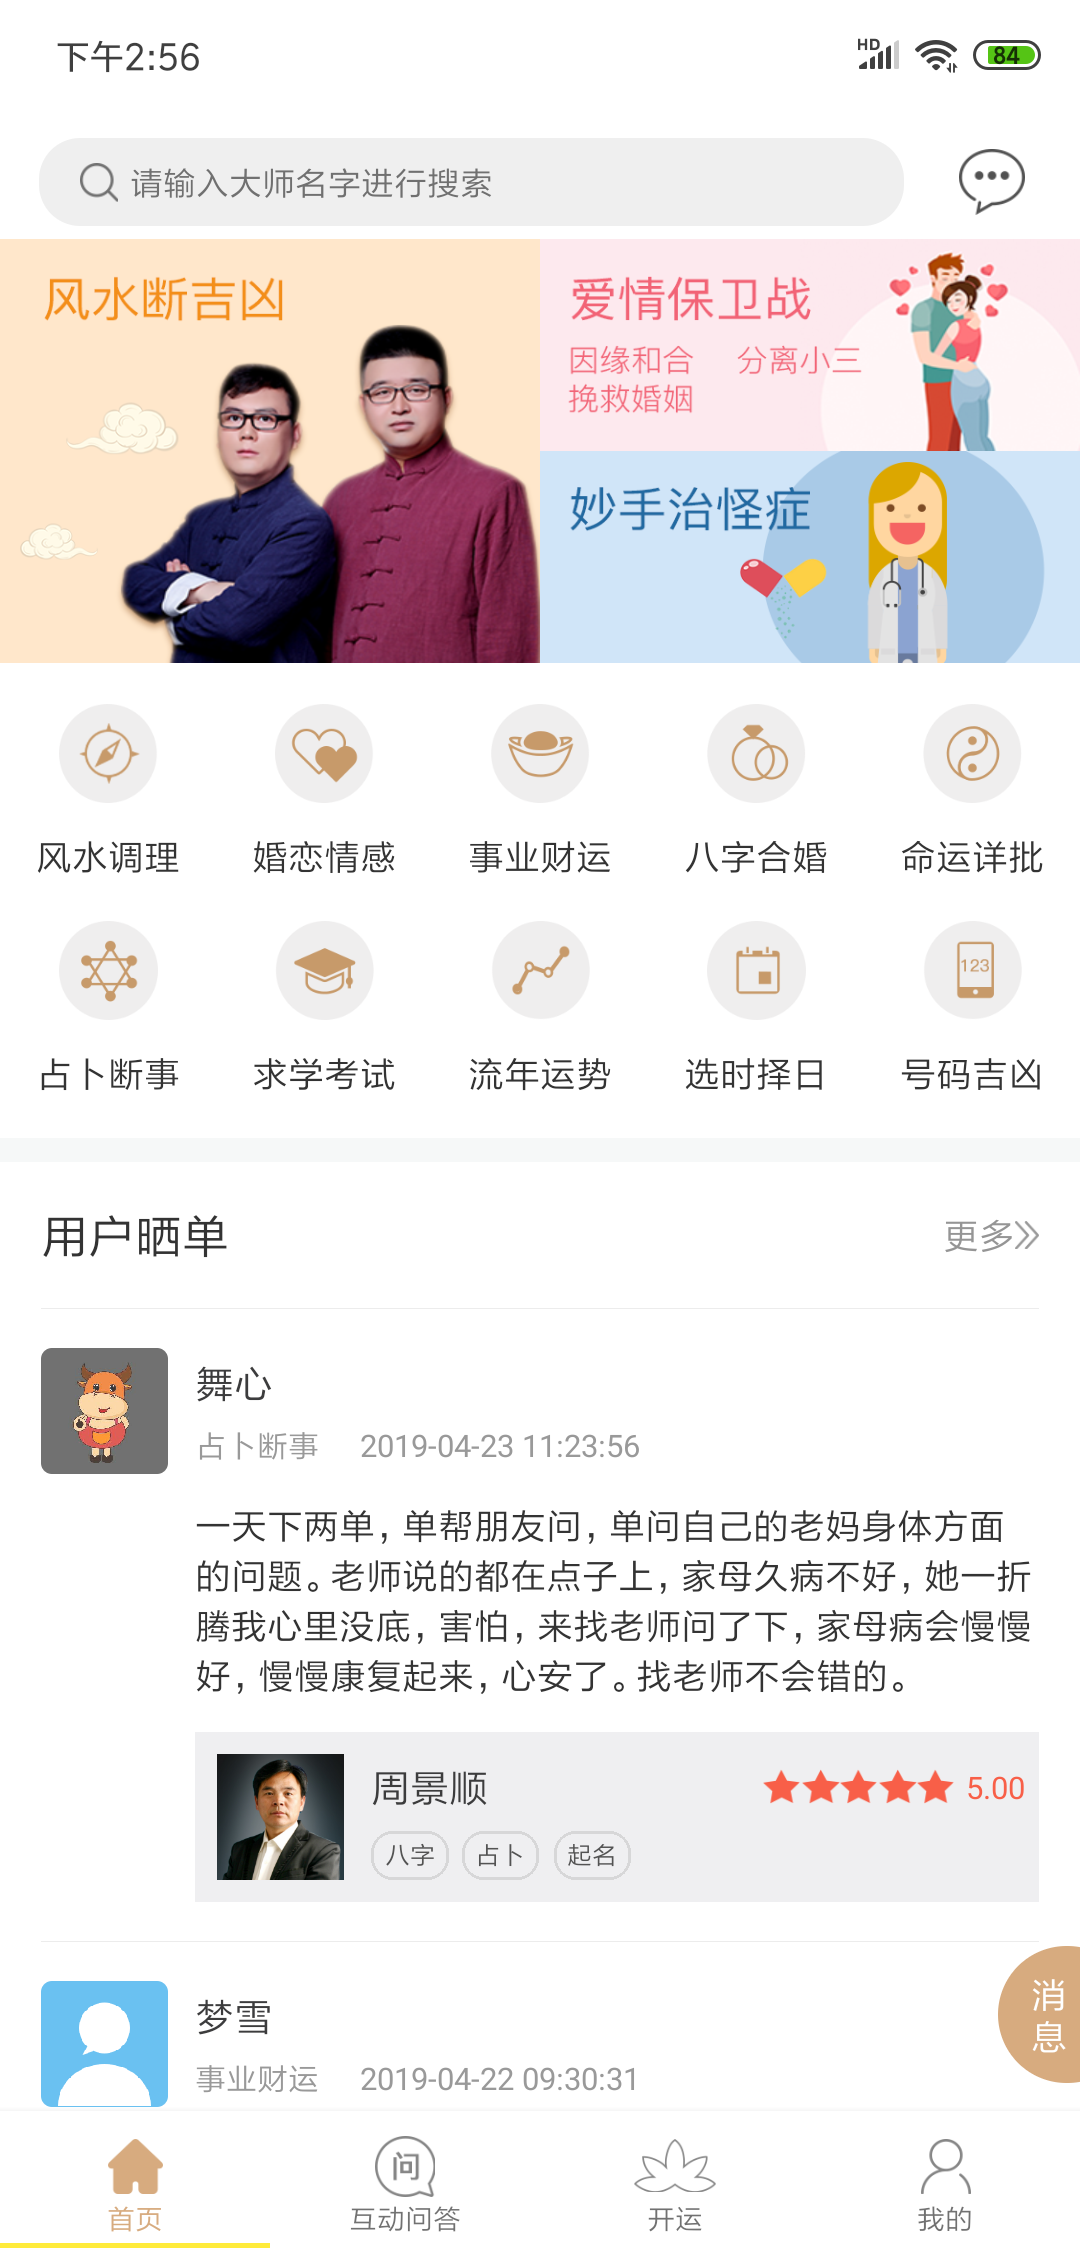 下午2:56
HD
84
请输入大师名字进行搜索
风水断吉凶
爱情保卫战
因缘和合 分离小三
挽救婚姻
妙手治怪症
风水调理 婚恋情感 事业财运 八字合婚 命运详批
123
占卜断事 求学考试 流年运势 选时择日 号码吉凶
用户晒单 更多
舞心
占卜断事 2019-04-23 11:23:56
一天下两单，单帮朋友问，单问自己的老妈身体方面
的问题。老师说的都在点子上，家母久病不好，她一折
腾我心里没底，害怕，来找老师问了下，家母病会慢慢
好，慢慢康复起来，心安了。找老师不会错的。
周景顺 5.00
八字 占卜 起名
消
息
梦雪
事业财运 2019-04-22 09:30:31
问
首页 互动问答 开运 我的